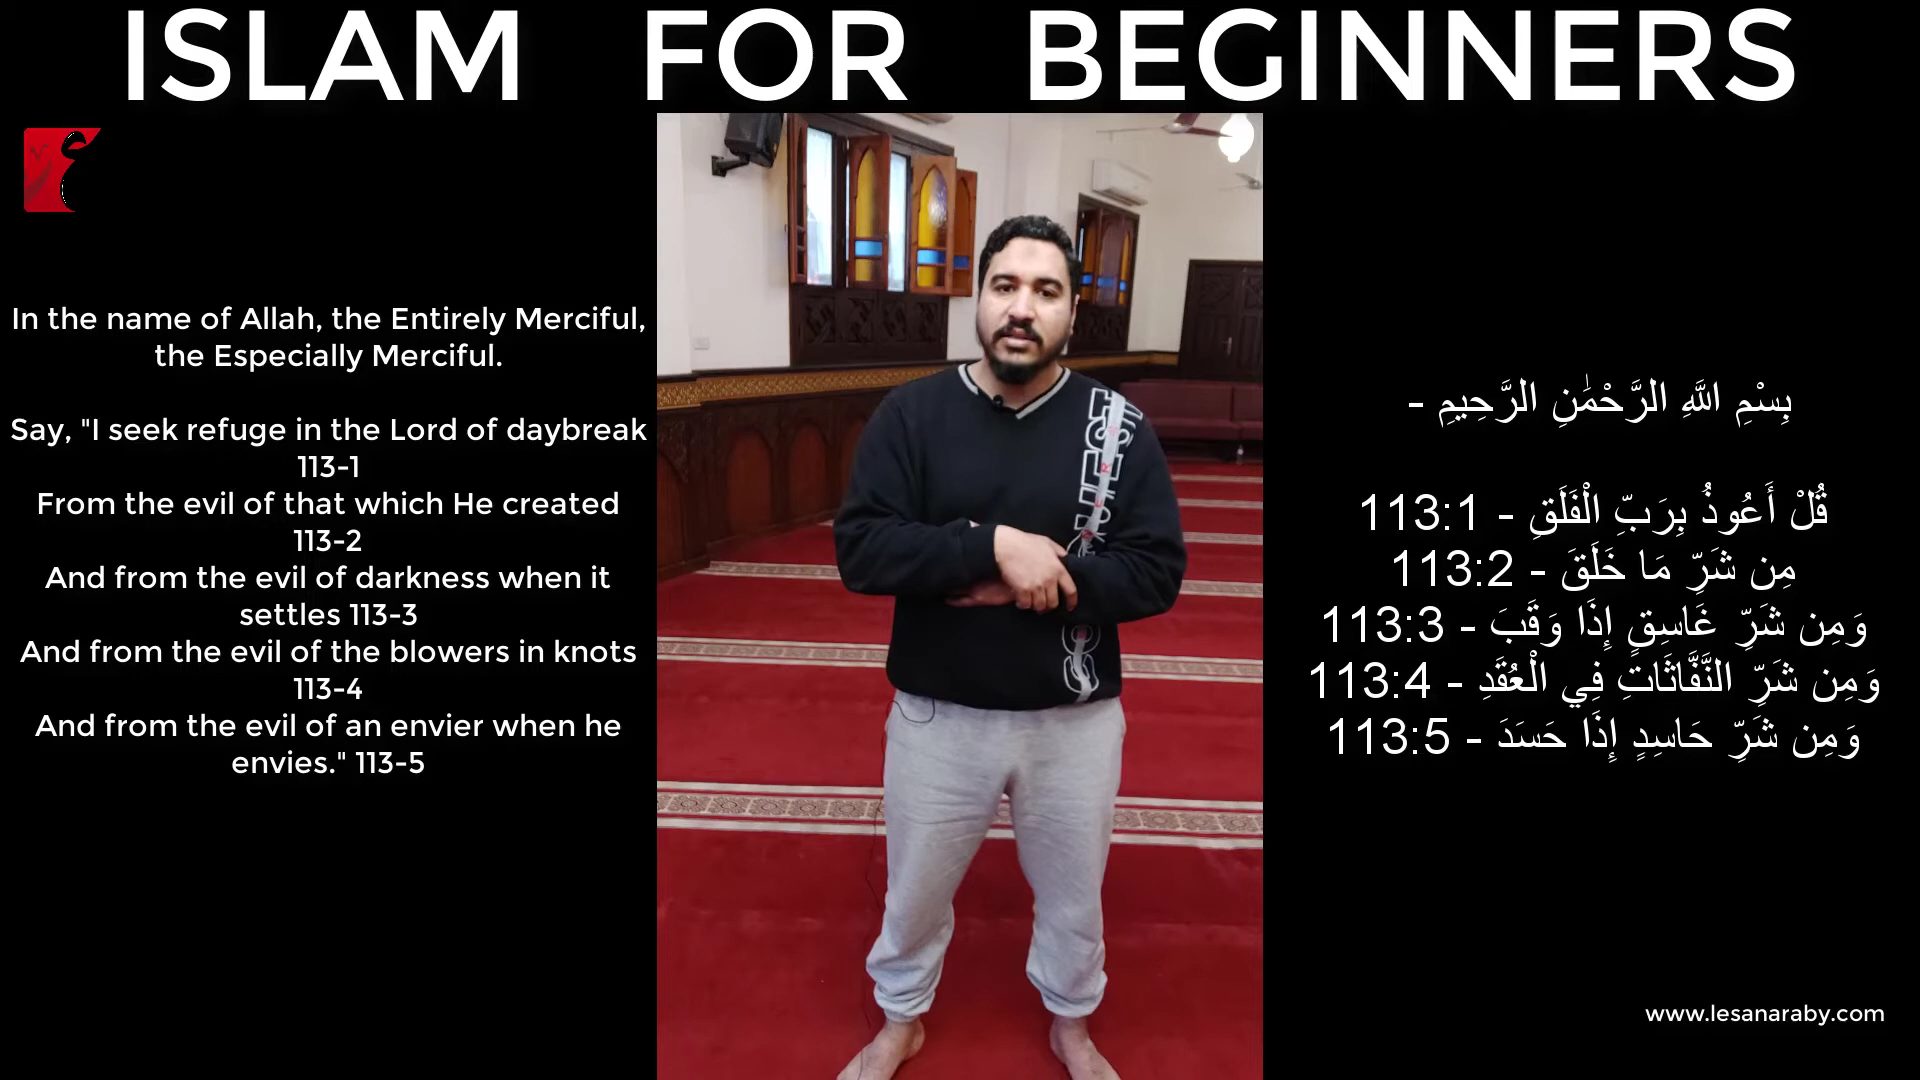 ISLAM FOR BEGINNERS
In the name of Allah, the Entirely Merciful,
the Especially Merciful.
Say, "I seek refuge in the Lord of daybreak
113-1
From the evil of that which He created
113-2
And from the evil of darkness when it
settles 113-3
And from the evil of the blowers in knots
113-4
And from the evil of an envier when he
envies." 113-5
بِسْمِ اللَّهِ الرَّحْمَٰنِ الرَّحِيمِ -
قُلْ أَعُوذُ بِرَبِّ الْفَلَقِ - 113:1
مِن شَرِّ مَا خَلَقَ - 113:2
وَمِن شَرِّ غَاسِقٍ إِذَا وَقَبَ - 113:3
وَمِن شَرِّ النَّفَّاثَاتِ فِي الْعُقَدِ - 113:4
وَمِن شَرِّ حَاسِدٍ إِذَا حَسَدَ - 113:5
www.lesanaraby.com